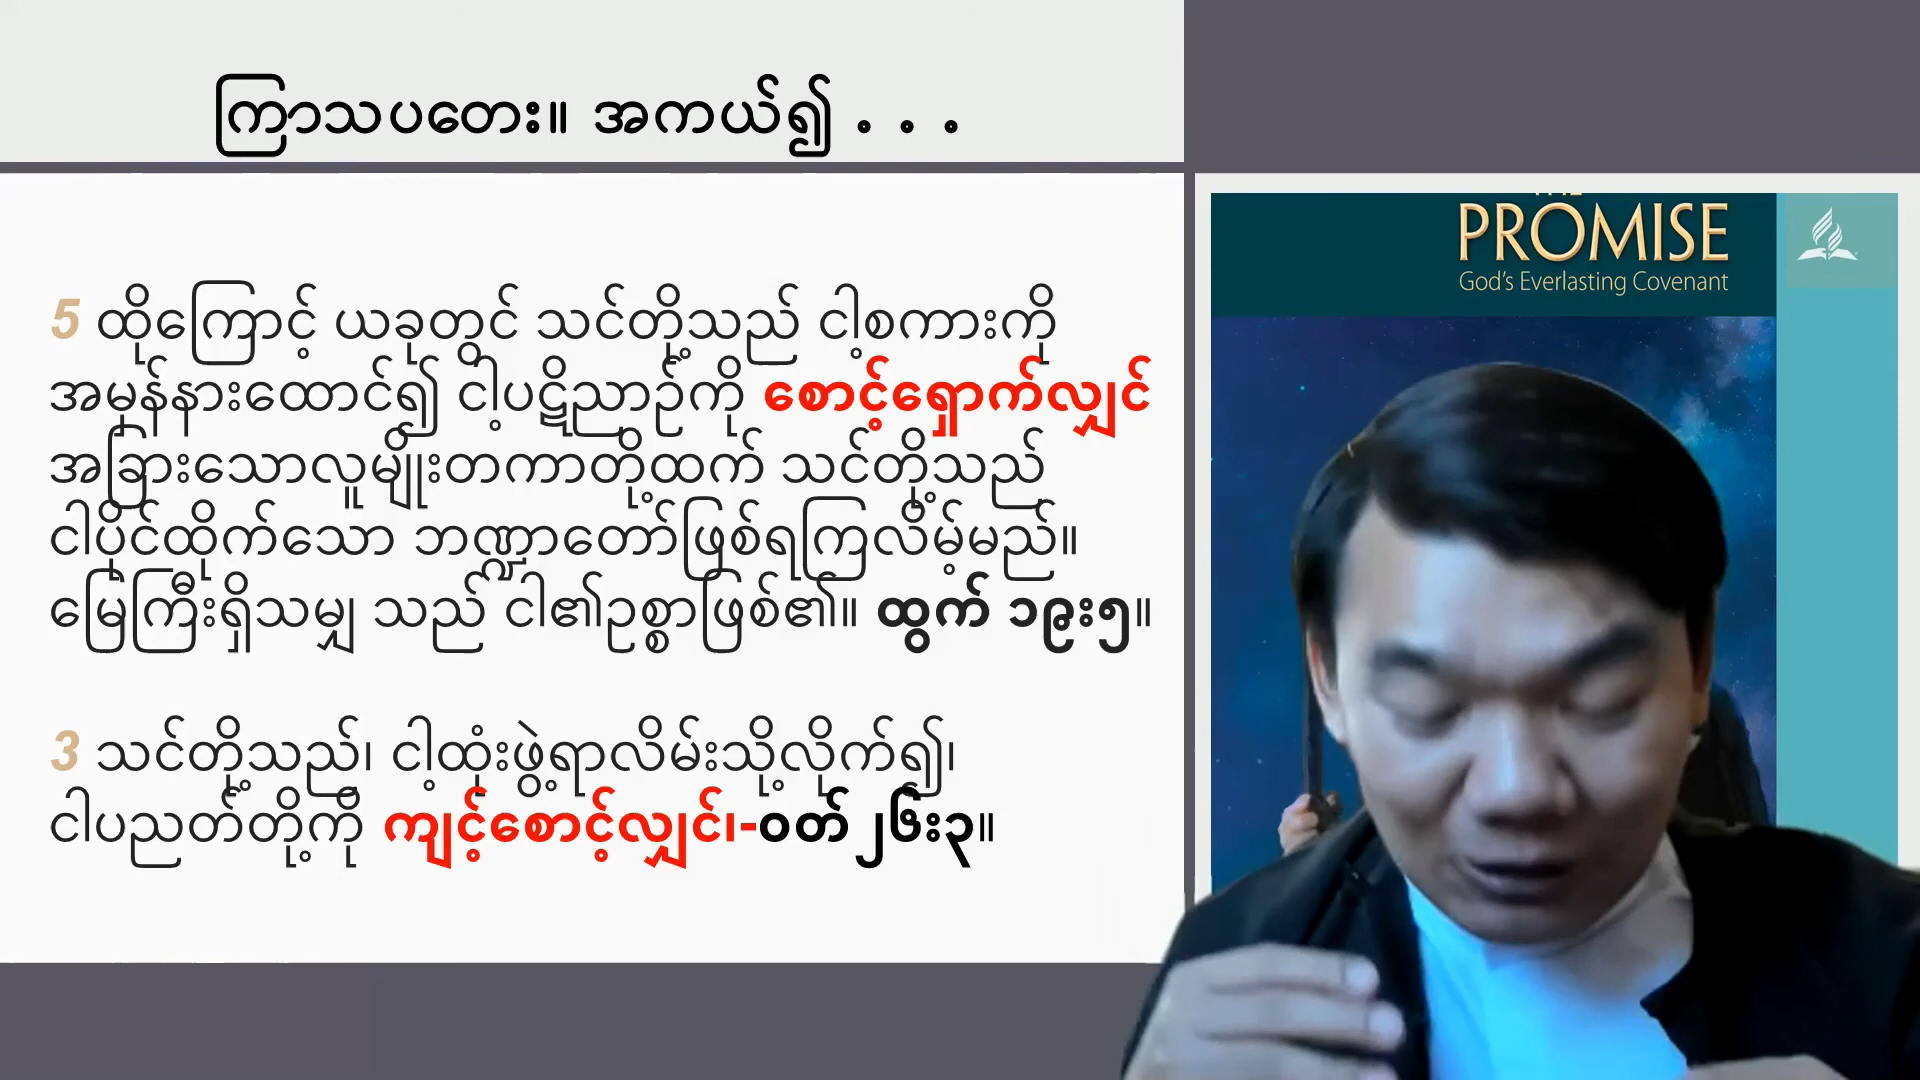 ကြာသပတေး။ အကယ်၍ . . .
5 ထို့ကြောင့် ယခုတွင် သင်တို့သည် ငါ့စကားကို
အမှန်နားထောင်၍ ငါ့ပဋိညာဉ်ကို စောင့်ရှောက်လျှင်
အခြားသောလူမျိုးတကာတို့ထက် သင်တို့သည်
ငါပိုင်ထိုက်သော ဘဏ္ဍာတော်ဖြစ်ရကြလိမ့်မည်။
မြေကြီးရှိသမျှ သည် ငါ၏ဥစ္စာဖြစ်၏။ ထွက် ၁၉း၅။
3 သင်တို့သည်၊ ငါ့ထုံးဖွဲ့ရာလမ်းသို့လိုက်၍၊
ငါပညတ်တို့ကို ကျင့်စောင့်လျှင်၊-ဝတ်၂၆း၃။
PROMISE
God's Everlasting Covenant